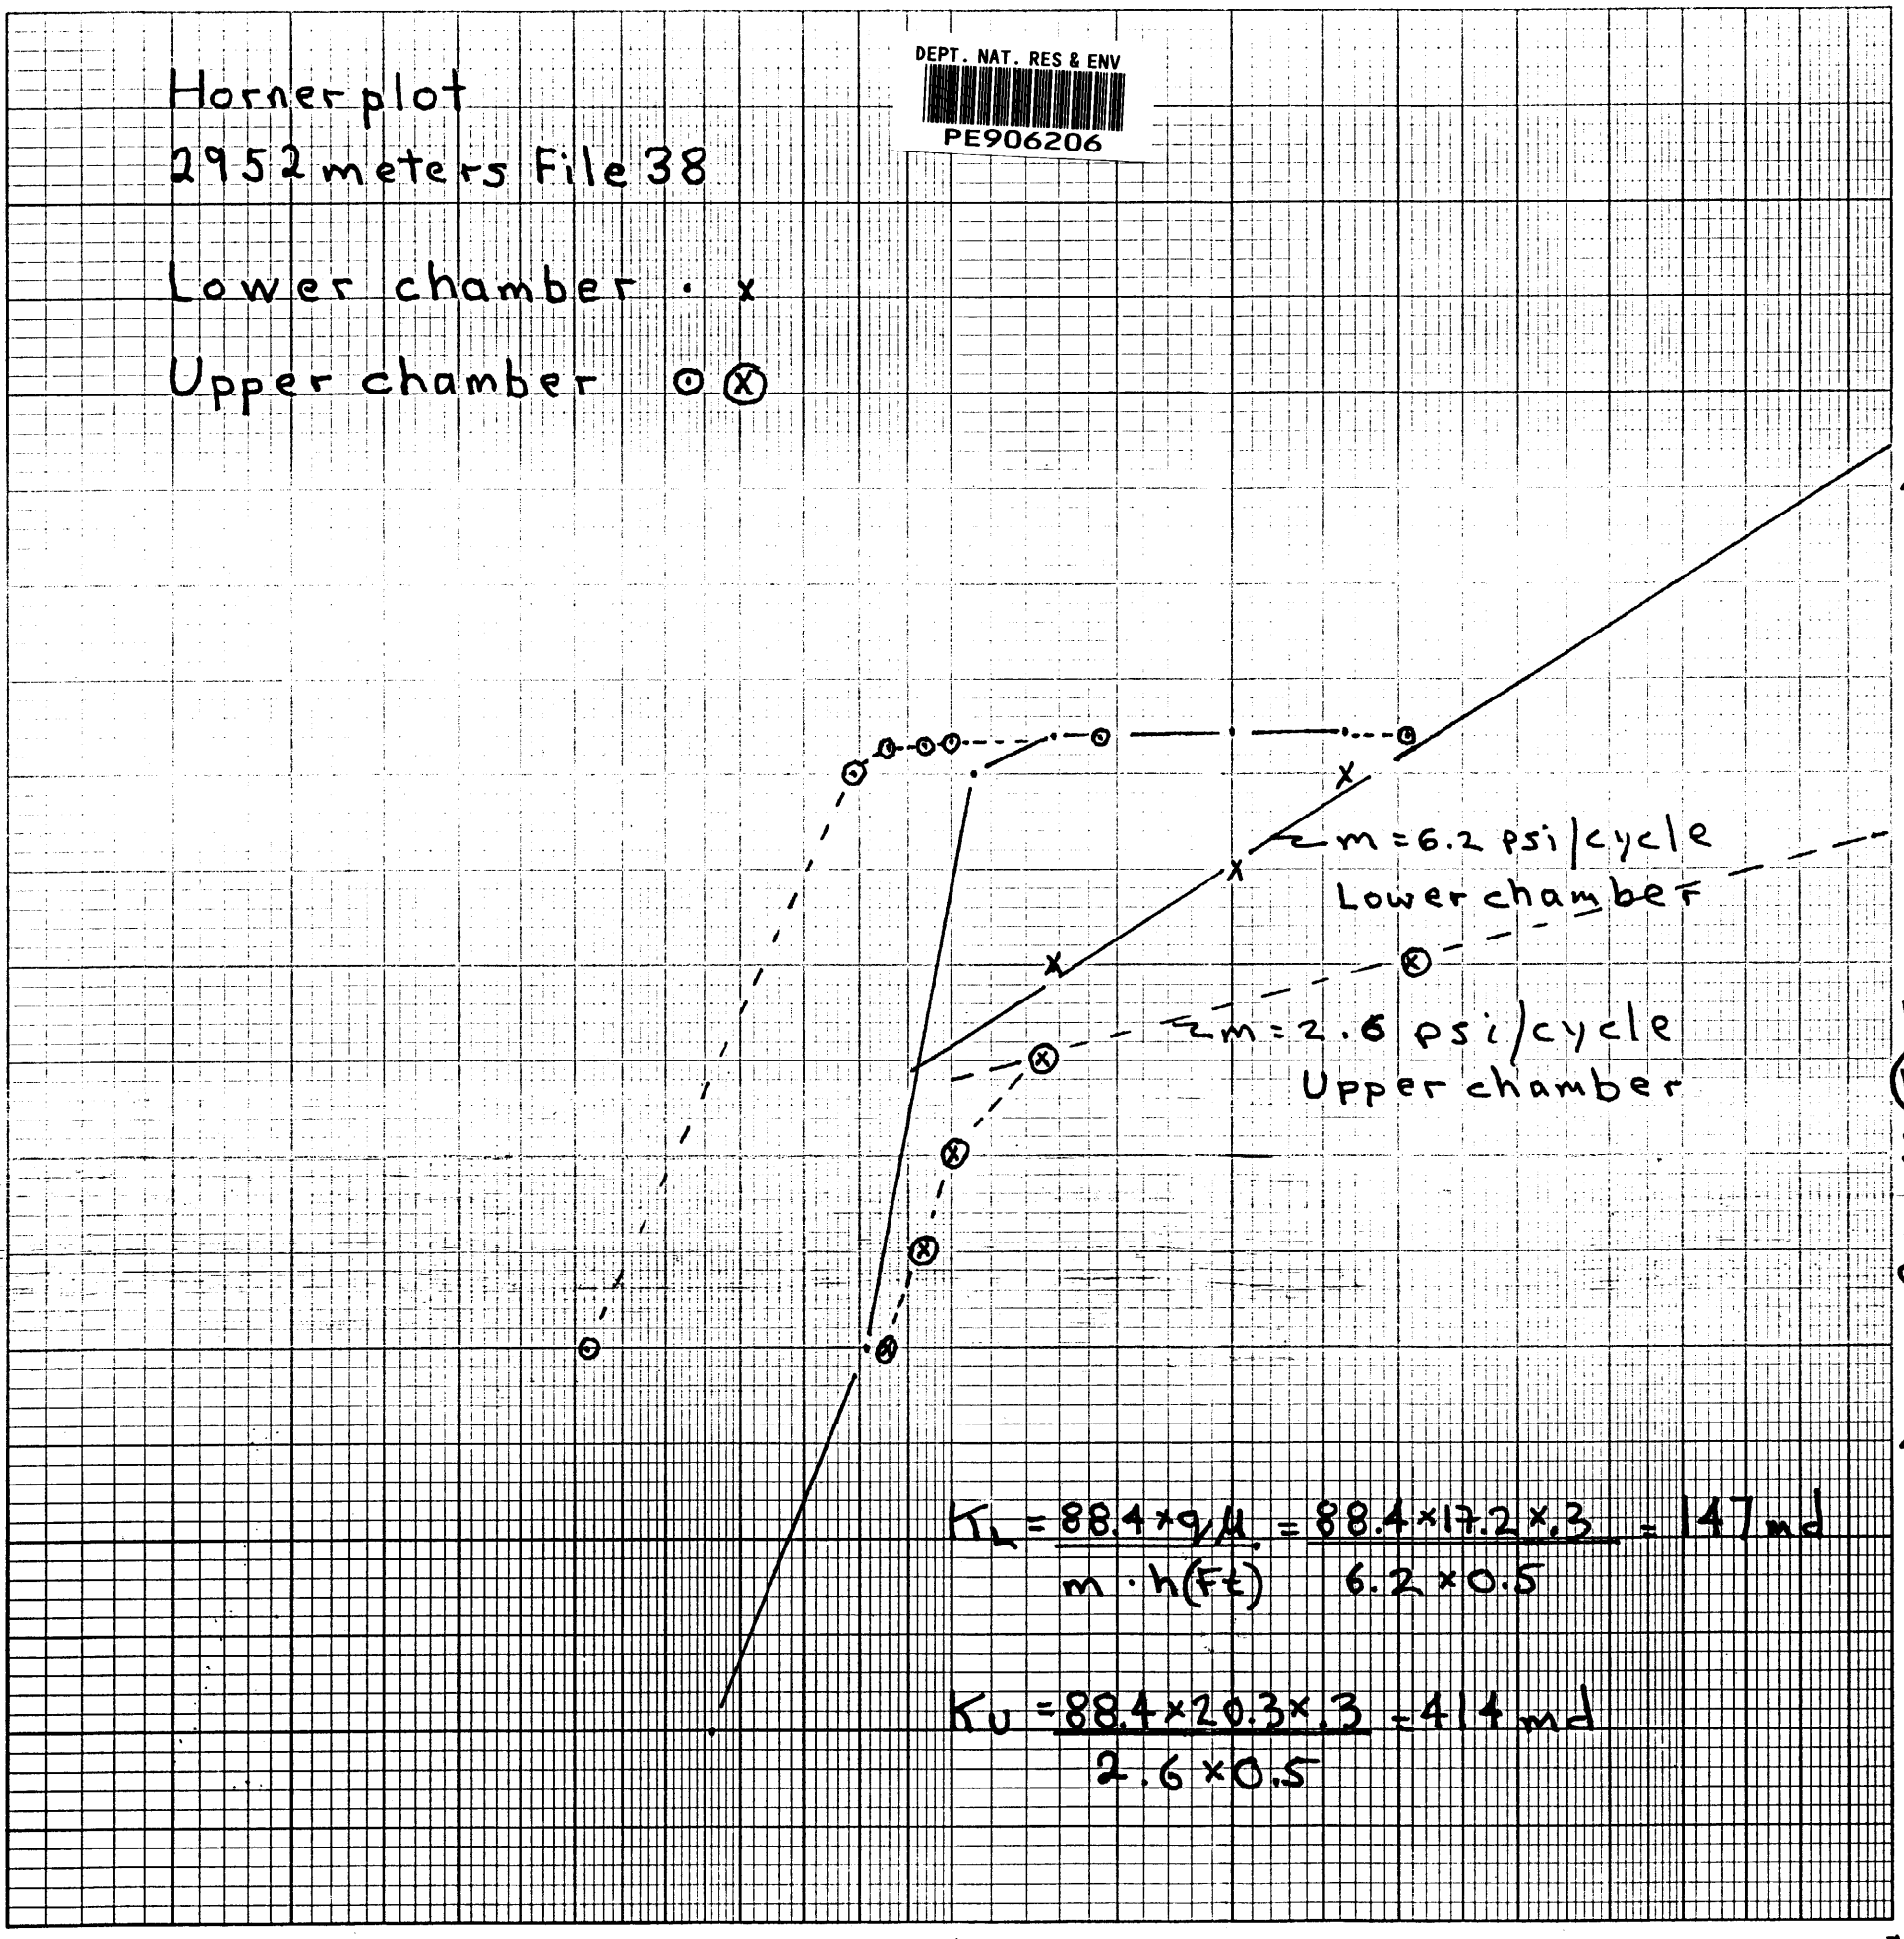 DEPT. NAT. RES & ENV
PE906206
Horner plot
2952 meters File 38
Lower chamber · x
Upper chamber ⊙ ⓧ
m = 6.2 psi/cycle
Lower chamber
m = 2.6 psi/cycle
Upper chamber
K_L = 88.4 × q μ / m · h(Ft) = 88.4 × 17.2 × .3 / 6.2 × 0.5 = 147 md
K_U = 88.4 × 20.3 × .3 / 2.6 × 0.5 = 414 md